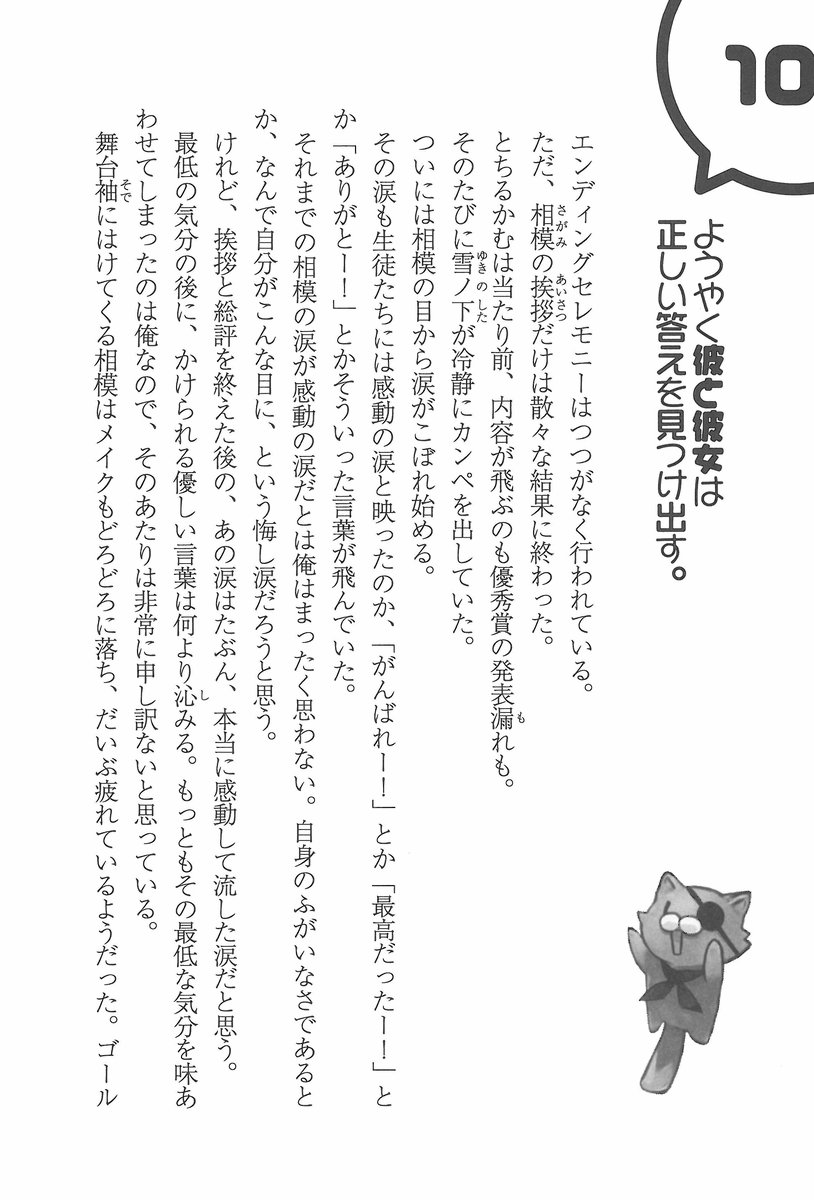 10
ようやく彼と彼女は
正しい答えを見つけ出す。
エンディングセレモニーはつつがなく行われている。
ただ、相模の挨拶だけは散々な結果に終わった。
とちるかむは当たり前、内容が飛ぶのも優秀賞の発表漏れも。
そのたびに雪ノ下が冷静にカンペを出していた。
ついには相模の目から涙がこぼれ始める。
その涙も生徒たちには感動の涙と映ったのか、「がんばれー！」とか「最高だったー！」と
か「ありがとー！」とかそういった言葉が飛んでいた。
それまでの相模の涙が感動の涙だとは俺はまったく思わない。自身のふがいなさであると
か、なんで自分がこんな目に、という悔し涙だろうと思う。
けれど、挨拶と総評を終えた後の、あの涙はたぶん、本当に感動して流した涙だと思う。
最低の気分の後に、かけられる優しい言葉は何より沁みる。もっともその最低な気分を味あ
わせてしまったのは俺なので、そのあたりは非常に申し訳ないと思っている。
舞台袖にはけてくる相模はメイクもどろどろに落ち、だいぶ疲れているようだった。ゴール